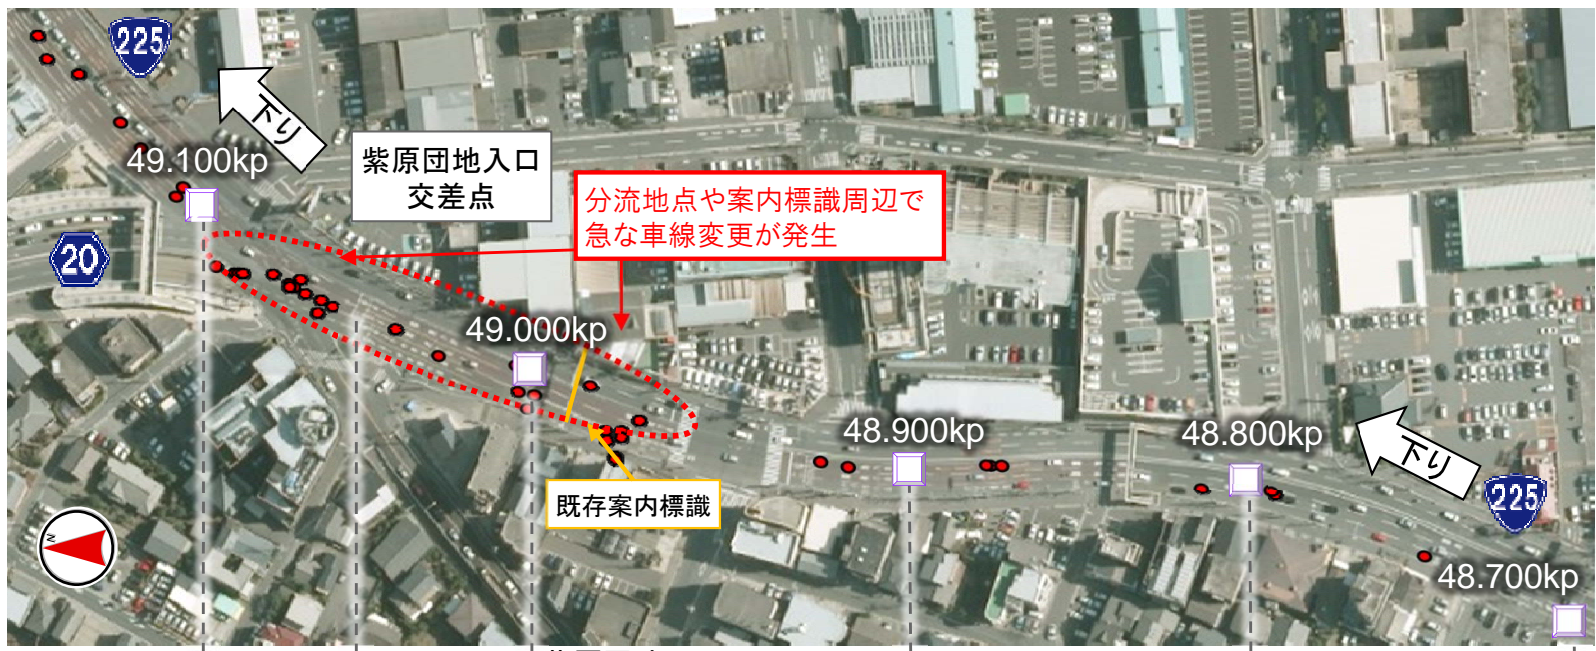 225
下り
49.100kp
紫原団地入口
交差点
分流地点や案内標識周辺で
急な車線変更が発生
20
49.000kp
48.900kp
48.800kp
下り
225
既存案内標識
N
48.700kp